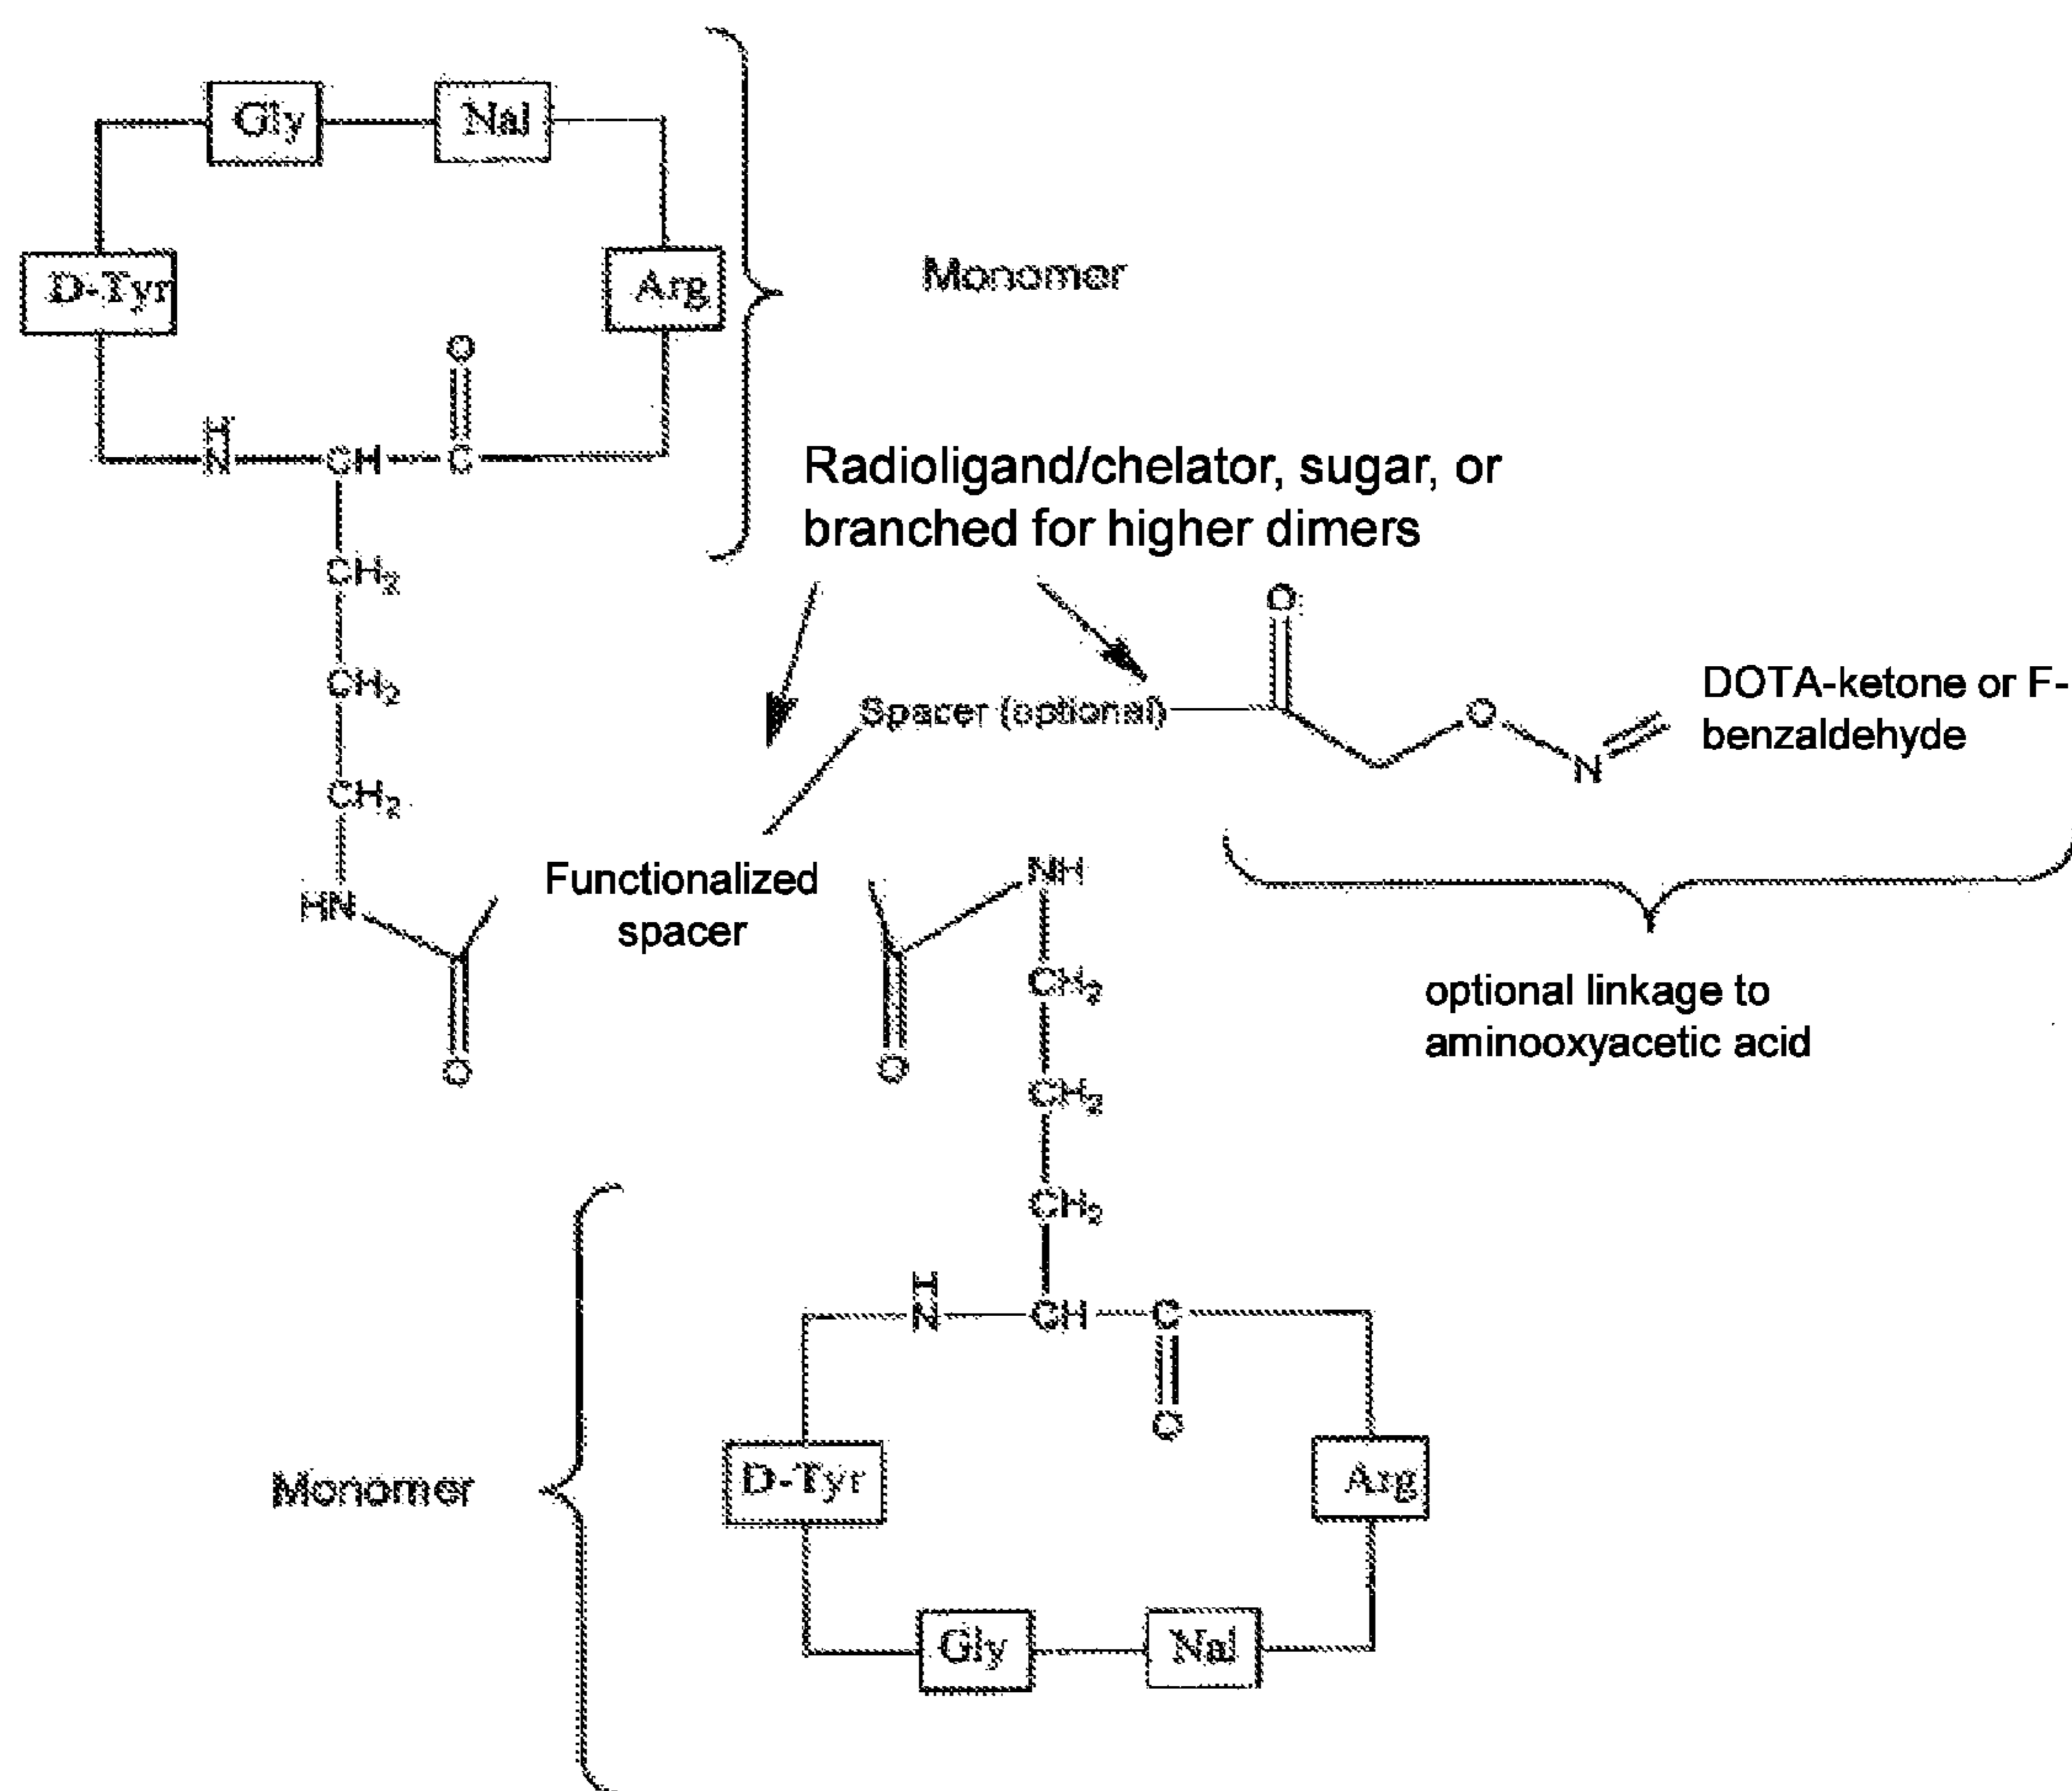 Gly
Nal
D-Tyr
Arg
Monomer
O
H
N
CH
C
Radioligand/chelator, sugar, or
branched for higher dimers
CH2
O
CH2
Spacer (optional)
O
N
DOTA-ketone or F-
benzaldehyde
CH2
HN
Functionalized
spacer
NH
O
O
CH2
optional linkage to
aminooxyacetic acid
CH2
CH2
H
N
CH
C
O
Monomer
D-Tyr
Arg
Gly
Nal